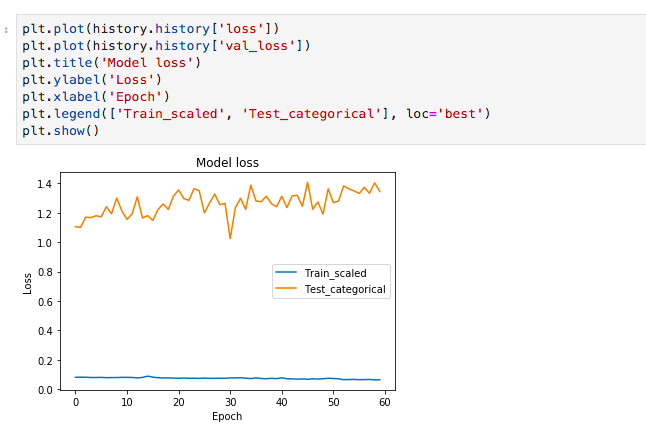 plt.plot(history.history['loss'])
plt.plot(history.history['val_loss'])
plt.title('Model loss')
plt.ylabel('Loss')
plt.xlabel('Epoch')
plt.legend(['Train_scaled', 'Test_categorical'], loc='best')
plt.show()
Model loss
1.4
1.2
1.0
0.8
0.6
0.4
0.2
0.0
Loss
Train_scaled
Test_categorical
0 10 20 30 40 50 60
Epoch